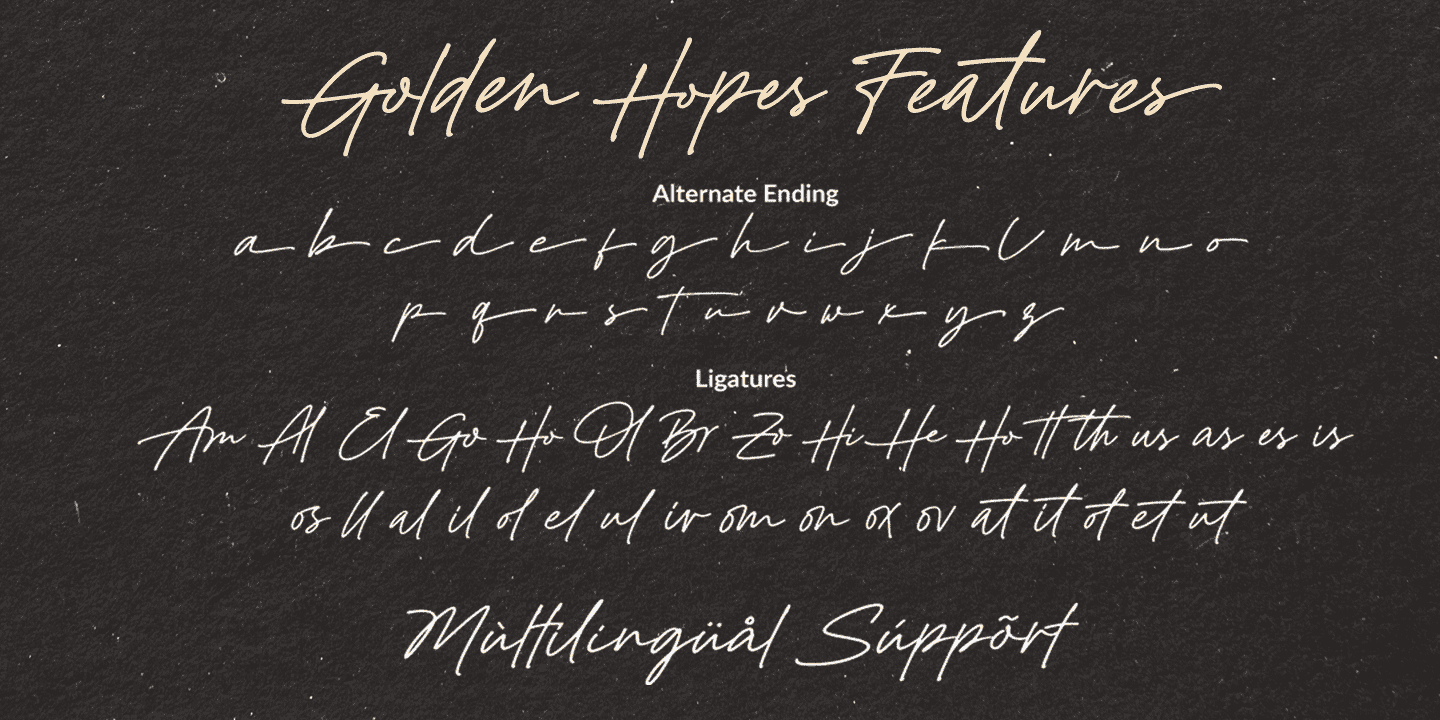 Golden Hopes Features
Alternate Ending
a b c d e f g h i j k l m n o
p q r s t u v w x y z
Ligatures
Am Al El Go Ho Ol Br Zo Hi He Ho tt th us as es is
os ll al il ol el ul ir om on ox ov at it ot et ut
Mùltilingüål Súppõrt